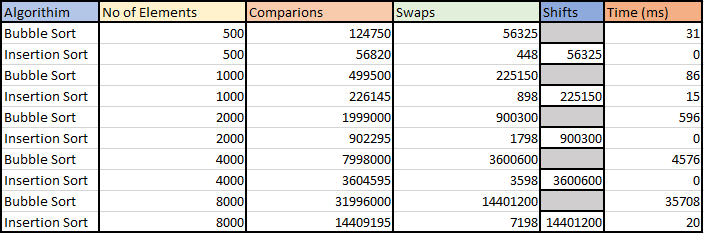 Algorithim No of Elements Comparions Swaps Shifts Time (ms)
Bubble Sort 500 124750 56325 31
Insertion Sort 500 56820 448 56325 0
Bubble Sort 1000 499500 225150 86
Insertion Sort 1000 226145 898 225150 15
Bubble Sort 2000 1999000 900300 596
Insertion Sort 2000 902295 1798 900300 0
Bubble Sort 4000 7998000 3600600 4576
Insertion Sort 4000 3604595 3598 3600600 0
Bubble Sort 8000 31996000 14401200 35708
Insertion Sort 8000 14409195 7198 14401200 20